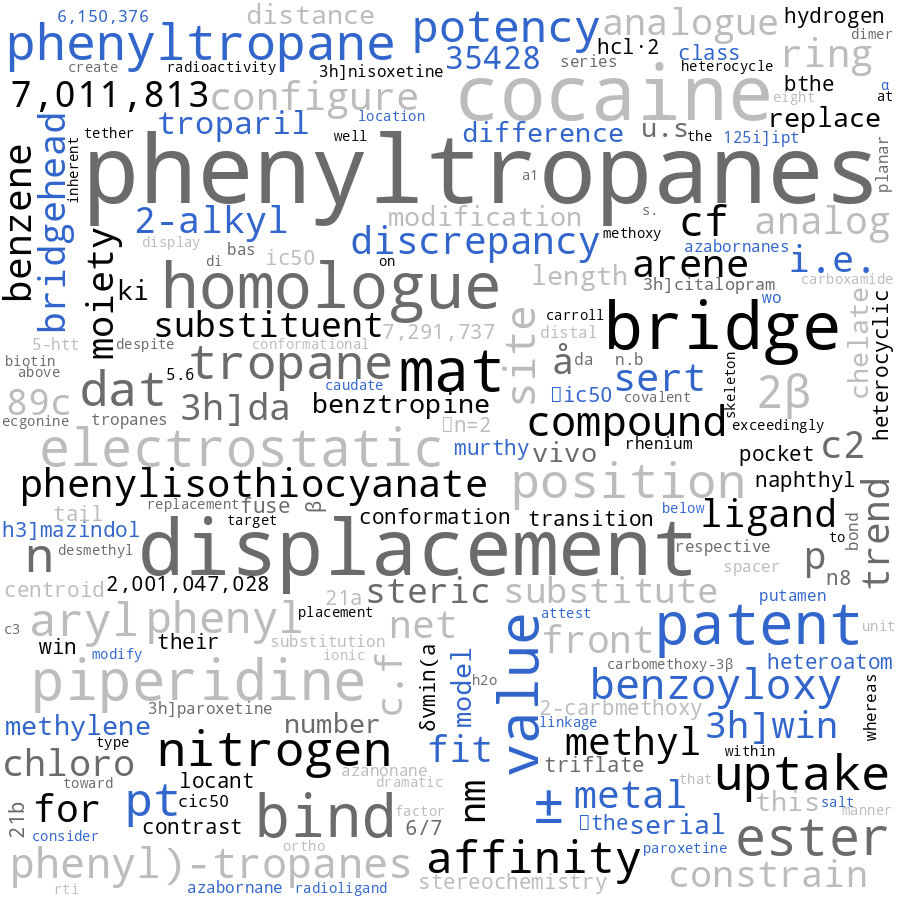 6,150,376
distance
potency
analogue
hydrogen
dimer
phenyltropane
35428
hcl·2
class
ring
create
radioactivity
3h]nisoxetine
series
heterocycle
bthe
α
7,011,813
configure
cocaine
eight
at
replace
troparil
location
difference
u.s
the
125i]ipt
tether
well
benzene
bridgehead
inherent
phenyltropanes
a1
planar
2-alkyl
modification
s.
cf
analog
display
bas
ic50
discrepancy
methoxy
azabornanes
i.e.
di
on
moiety
ki
homologue
length
arene
3h]citalopram
carboxamide
wo
substituent
7,291,737
carroll
distal
bridge
chelate
heterocyclic
5-htt
despite
conformational
site
biotin
above
tropane
mat
å
da
n.b
skeleton
5.6
caudate
sert
dat
89c
3h]da
benztropine
ic50
covalent
2β
ecgonine
tropanes
n=2
compound
exceedingly
electrostatic
murthy
vivo
rhenium
pocket
c2
phenylisothiocyanate
position
naphthyl
trend
replacement
fuse
β
tail
target
conformation
transition
below
ligand
bond
to
h3]mazindol
n
desmethyl
displacement
respective
p
n8
centroid
2,001,047,028
21a
steric
substitute
spacer
putamen
c3
aryl
phenyl
placement
net
attest
front
patent
unit
win
their
substitution
modify
ionic
value
carbomethoxy-3β
heteroatom
piperidine
c.f
δvmin(a
model
h2o
benzoyloxy
whereas
3h]paroxetine
2-carbmethoxy
methylene
number
linkage
3h]win
type
nitrogen
fit
methyl
within
chloro
azanonane
triflate
uptake
toward
locant
dramatic
that
21b
for
pt
cic50
bind
nm
±
metal
this
salt
manner
consider
contrast
factor
6/7
the
serial
ester
ortho
phenyl)-tropanes
affinity
paroxetine
rti
azabornane
radioligand
stereochemistry
constrain